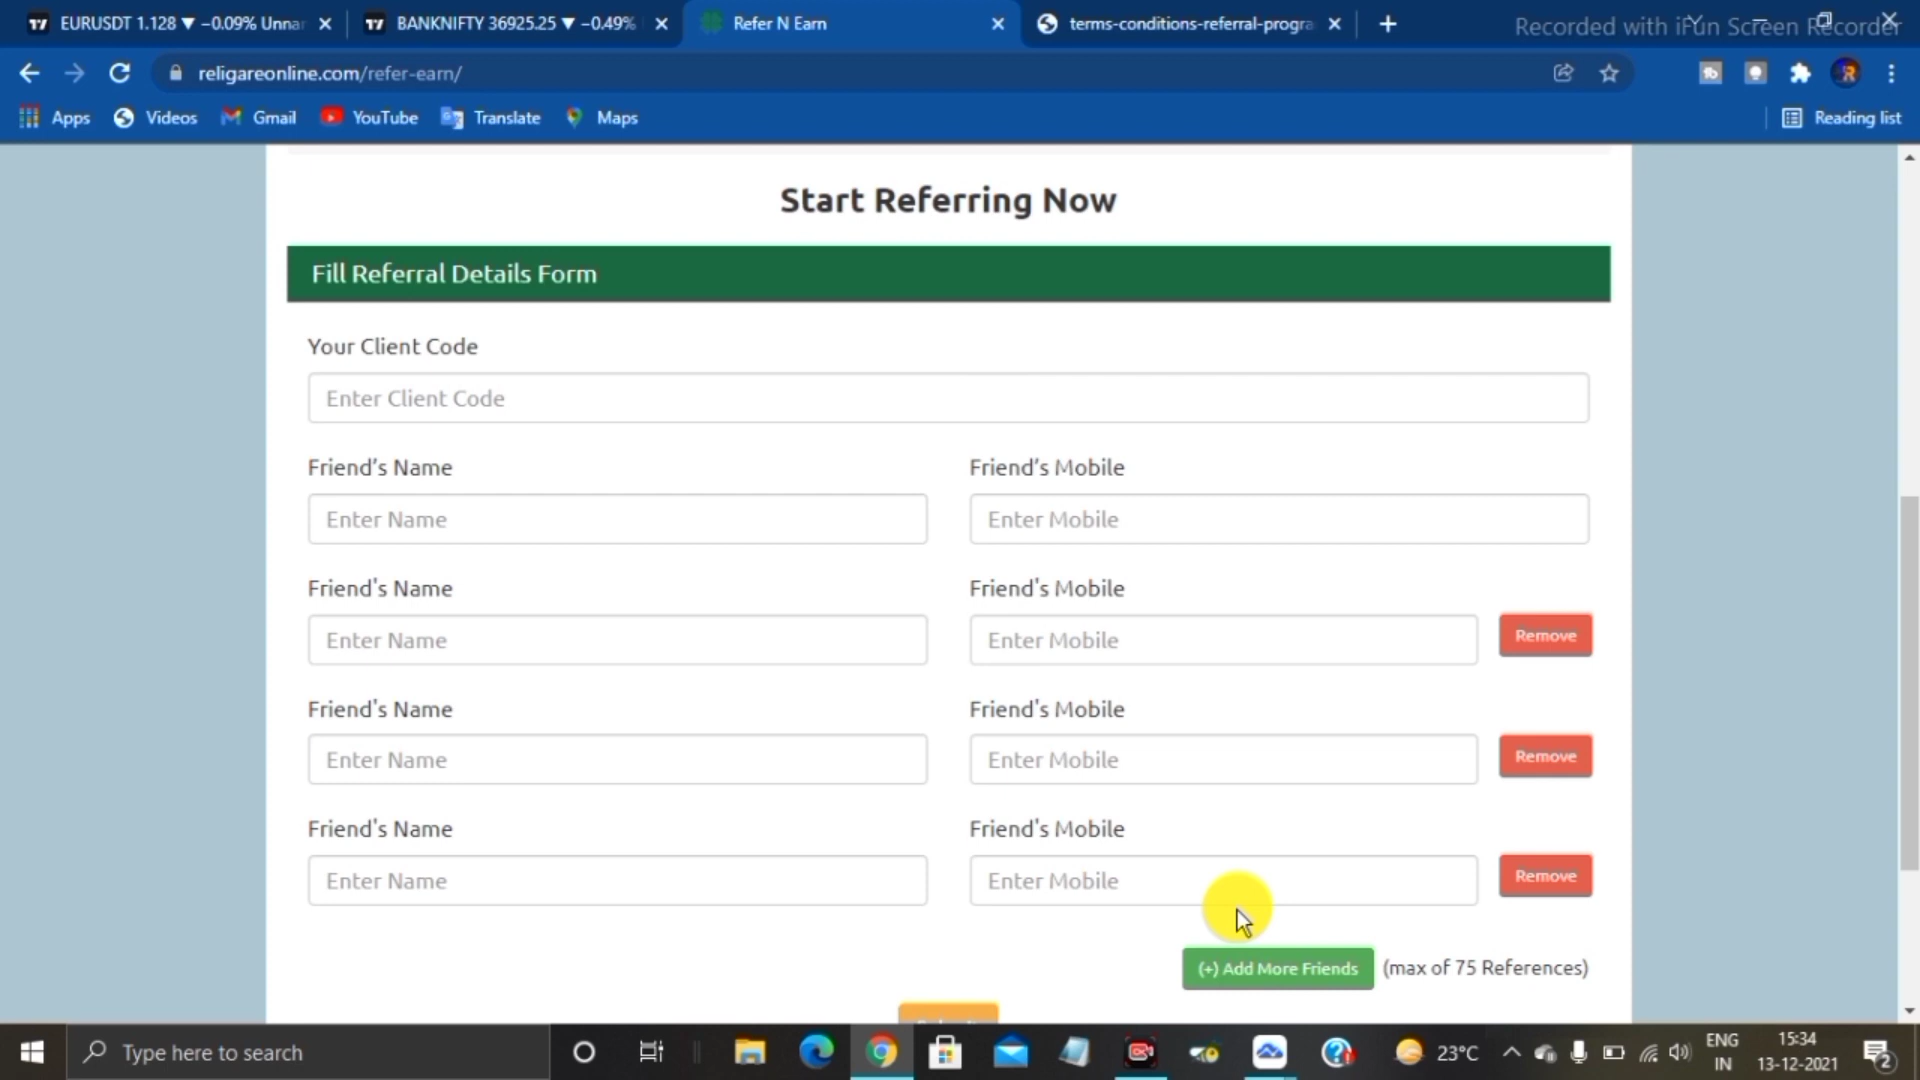 EURUSDT 1.128 ▼ −0.09% Unna
BANKNIFTY 36925.25 ▼ −0.49%
Refer N Earn
terms-conditions-referral-progra
Recorded with iFun Screen Recorder
religareonline.com/refer-earn/
Apps
Videos
Gmail
YouTube
Translate
Maps
Reading list
Start Referring Now
Fill Referral Details Form
Your Client Code
Enter Client Code
Friend’s Name
Friend’s Mobile
Enter Name
Enter Mobile
Friend's Name
Friend's Mobile
Enter Name
Enter Mobile
Remove
Friend's Name
Friend's Mobile
Enter Name
Enter Mobile
Remove
Friend's Name
Friend's Mobile
Enter Name
Enter Mobile
Remove
(+) Add More Friends
(max of 75 References)
Type here to search
23°C
ENG
IN
15:34
13-12-2021
2